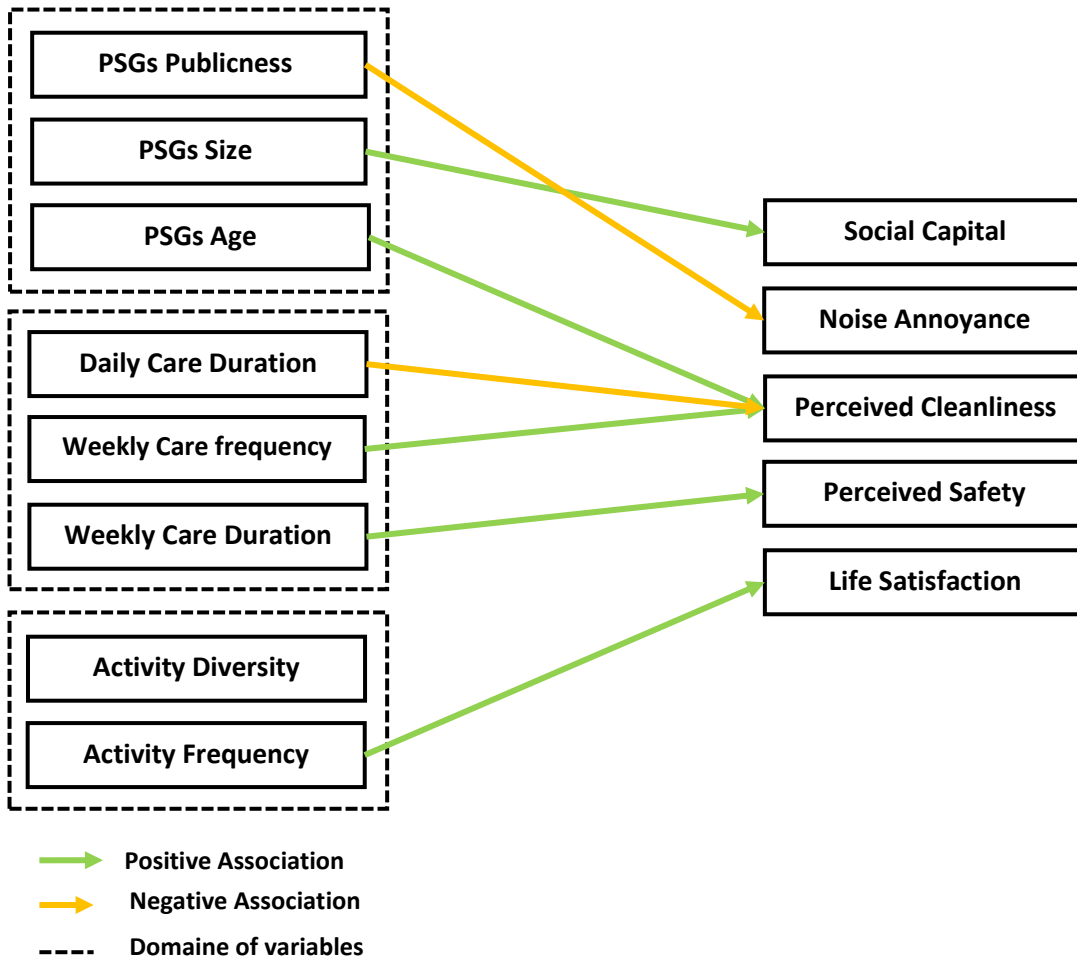 PSGs Publicness
PSGs Size
PSGs Age
Daily Care Duration
Weekly Care frequency
Weekly Care Duration
Activity Diversity
Activity Frequency
Social Capital
Noise Annoyance
Perceived Cleanliness
Perceived Safety
Life Satisfaction
Positive Association
Negative Association
Domaine of variables